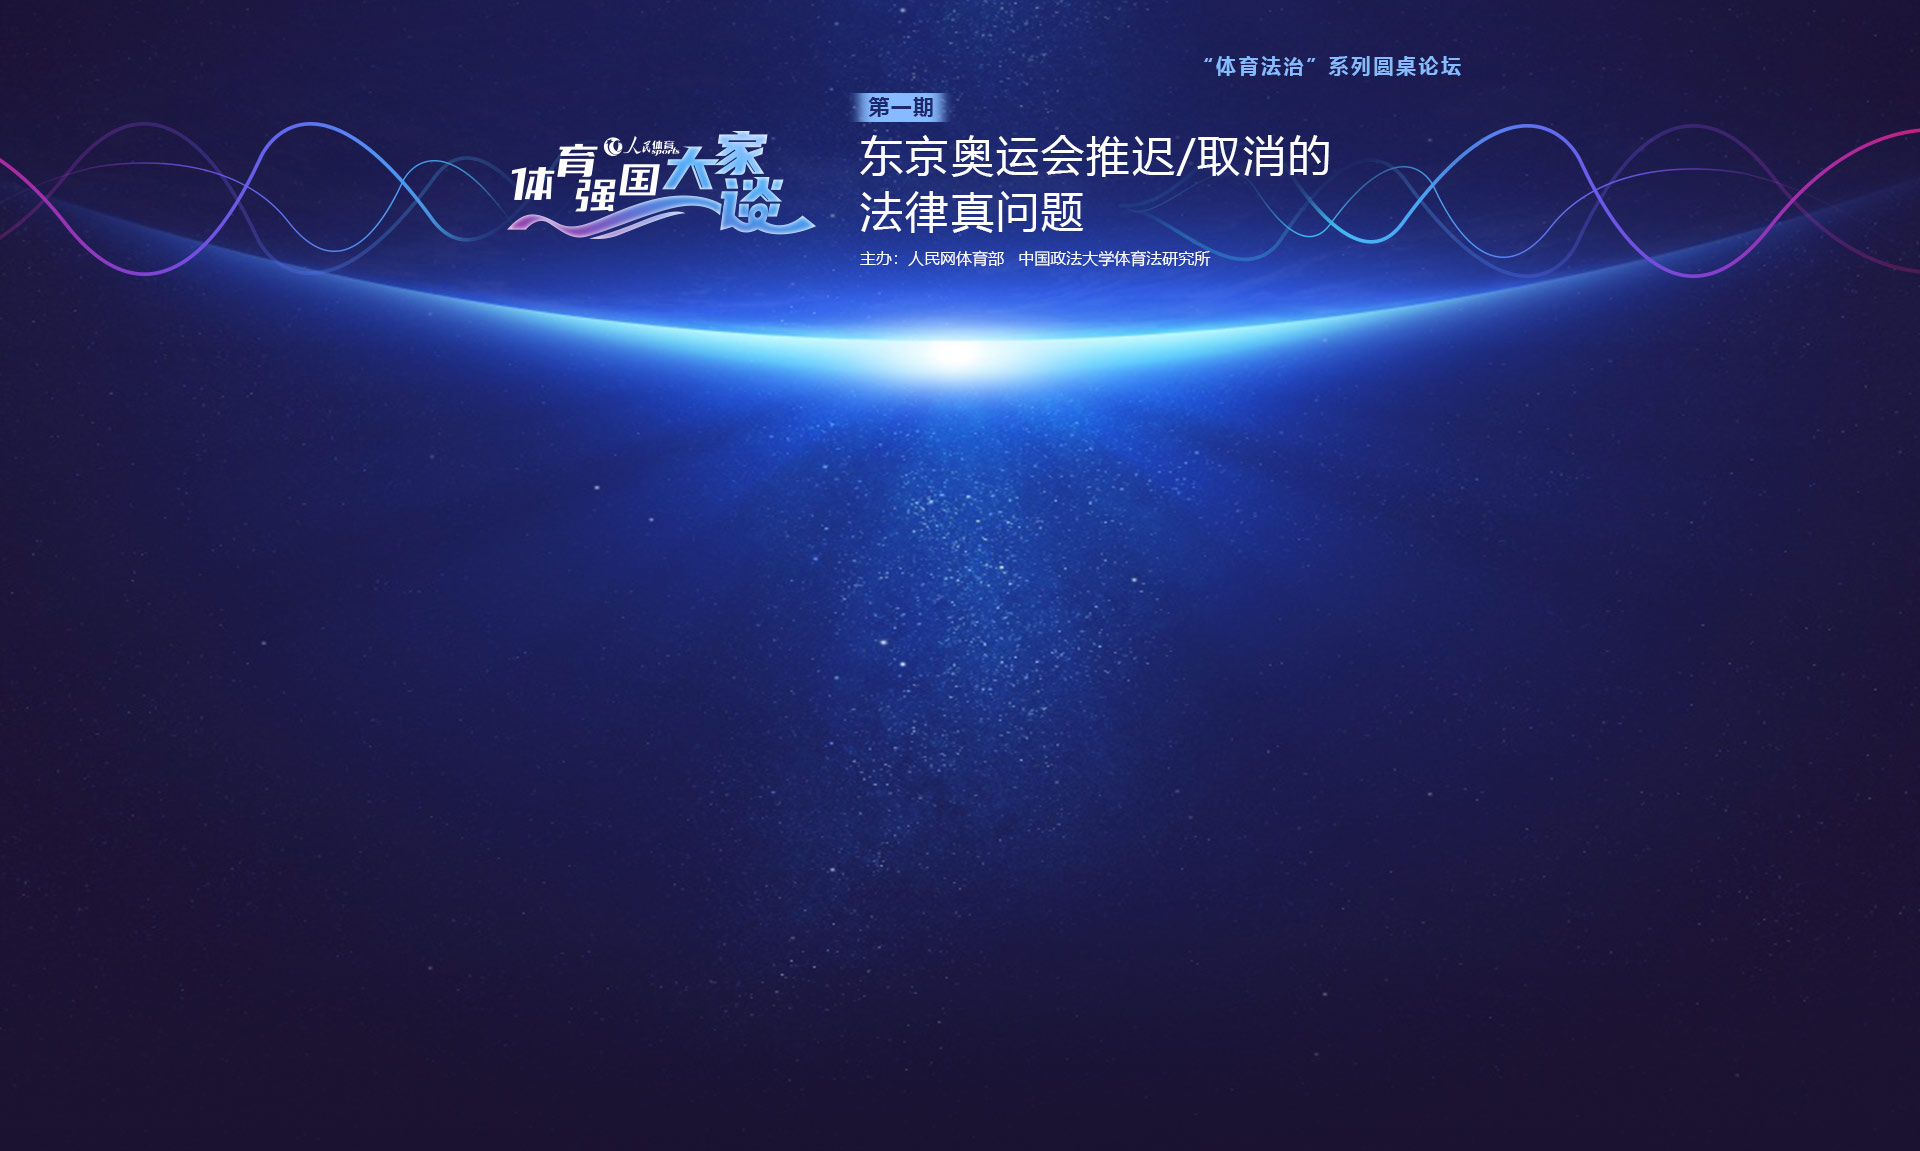 “体育法治”系列圆桌论坛
第一期
人民体育
sports
体育强国大家谈
东京奥运会推迟/取消的
法律真问题
主办：人民网体育部 中国政法大学体育法研究所